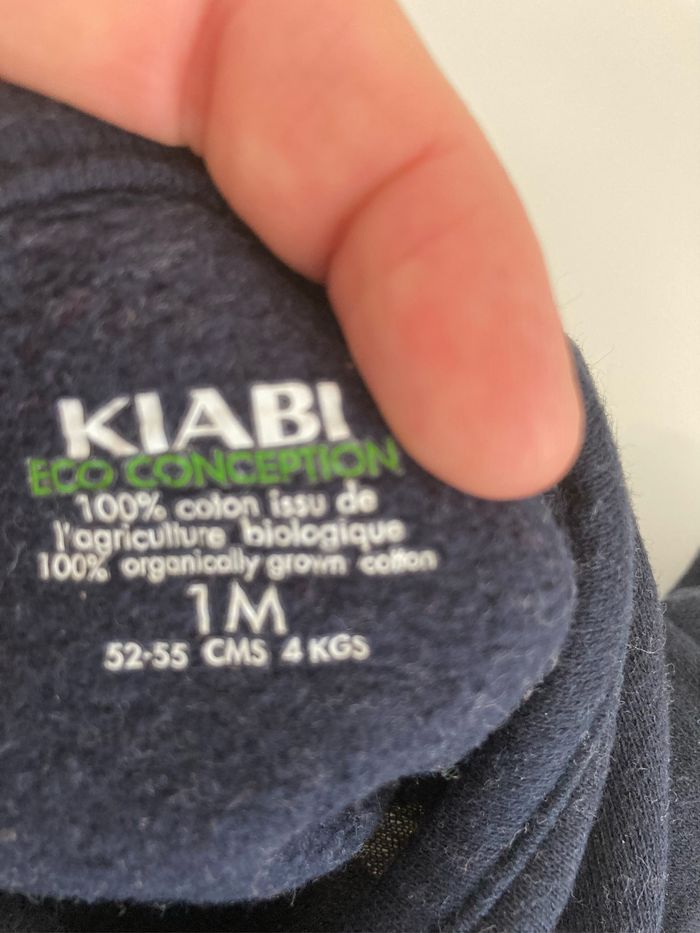 KIABI
ECO CONCEPTION
100% coton issu de
l'agriculture biologique
100% organically grown cotton
1M
52-55 CMS 4 KGS